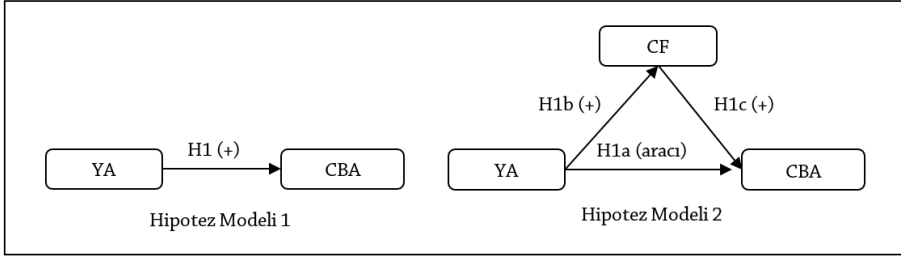 CF
H1b (+)
H1c (+)
H1 (+)
H1a (aracı)
YA
CBA
YA
CBA
Hipotez Modeli 1
Hipotez Modeli 2